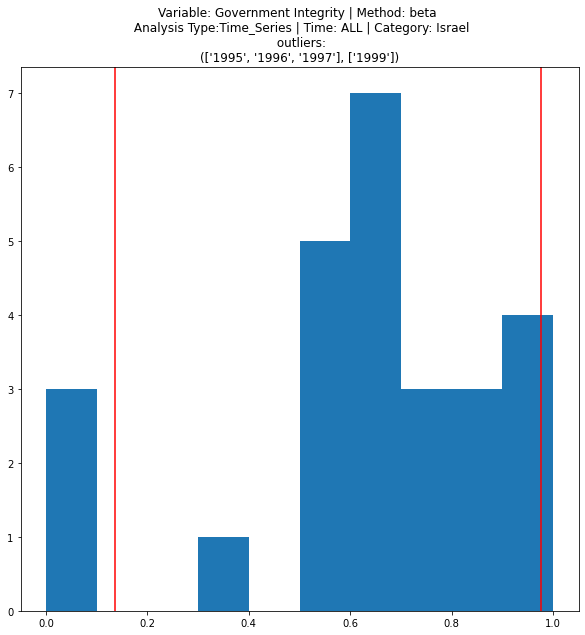 Variable: Government Integrity | Method: beta
Analysis Type:Time_Series | Time: ALL | Category: Israel
outliers:
(['1995', '1996', '1997'], ['1999'])
7
6
5
4
3
2
1
0
0.0 0.2 0.4 0.6 0.8 1.0